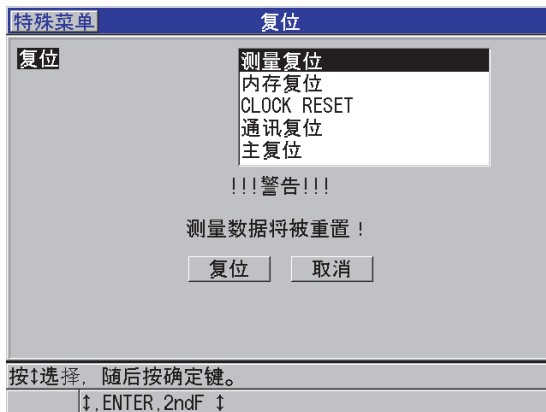 特殊菜单 复位
复位
测量复位
内存复位
CLOCK RESET
通讯复位
主复位
!!!警告!!!
测量数据将被重置！
复位 取消
按↕选择，随后按确定键。
↕,ENTER,2ndF ↕